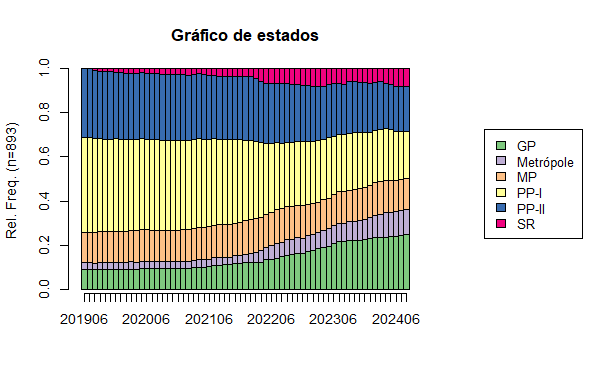 Gráfico de estados
Rel. Freq. (n=893)
1.0
0.8
0.6
0.4
0.2
0.0
201906 202006 202106 202206 202306 202406
GP
Metrópole
MP
PP-I
PP-II
SR